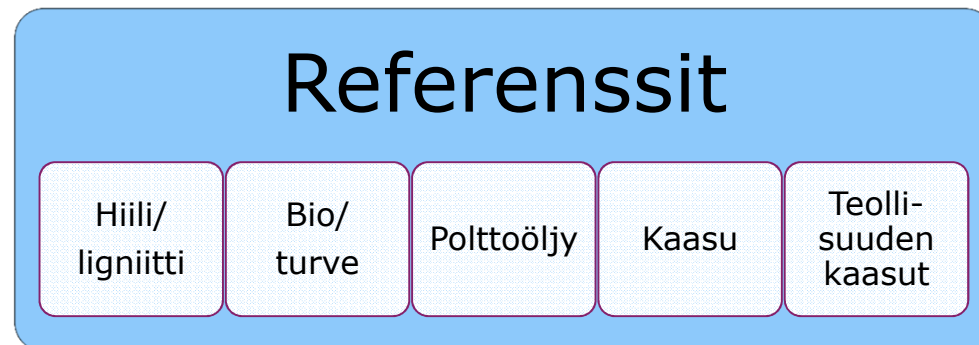 Referenssit
Hiili/
ligniitti
Bio/
turve
Polttoöljy
Kaasu
Teolli-
suuden
kaasut